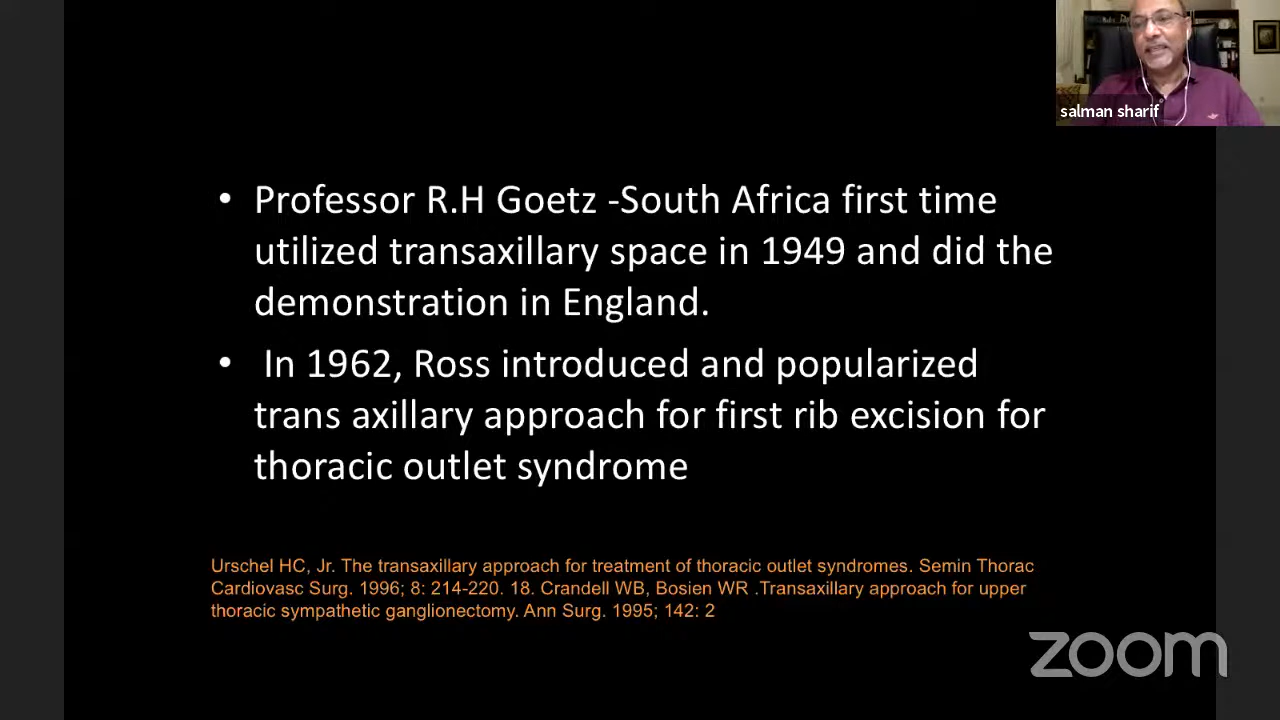 salman sharif
• Professor R.H Goetz -South Africa first time
utilized transaxillary space in 1949 and did the
demonstration in England.
• In 1962, Ross introduced and popularized
trans axillary approach for first rib excision for
thoracic outlet syndrome
Urschel HC, Jr. The transaxillary approach for treatment of thoracic outlet syndromes. Semin Thorac
Cardiovasc Surg. 1996; 8: 214-220. 18. Crandell WB, Bosien WR .Transaxillary approach for upper
thoracic sympathetic ganglionectomy. Ann Surg. 1995; 142: 2
zoom